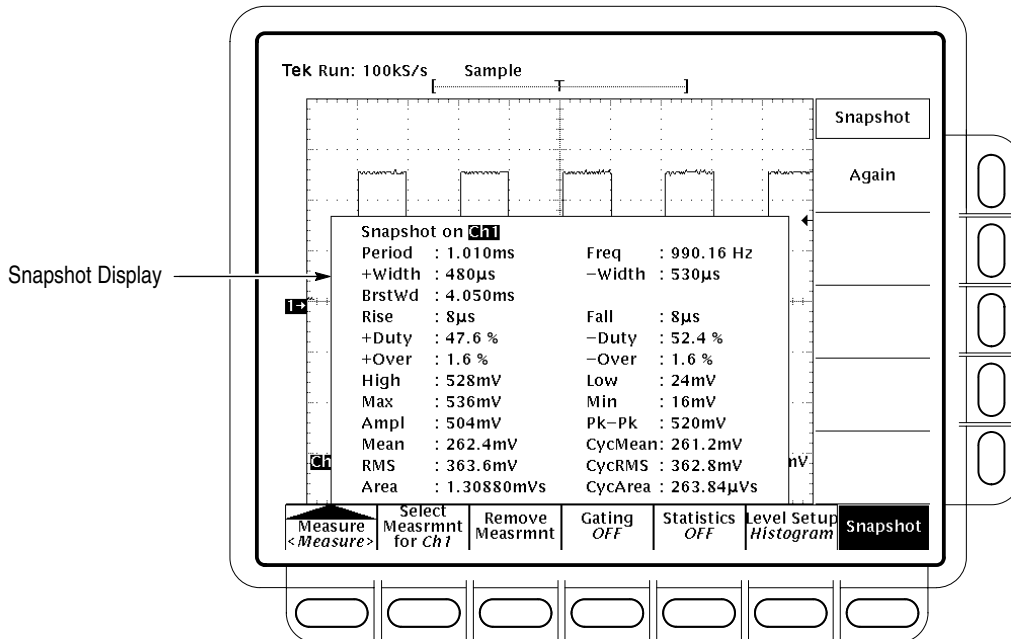 Tek Run: 100kS/s Sample
[ T ]
Snapshot
Again
Snapshot Display
Snapshot on Ch1
Period : 1.010ms Freq : 990.16 Hz
+Width : 480µs −Width : 530µs
BrstWd : 4.050ms
1→
Rise : 8µs Fall : 8µs
+Duty : 47.6 % −Duty : 52.4 %
+Over : 1.6 % −Over : 1.6 %
High : 528mV Low : 24mV
Max : 536mV Min : 16mV
Ampl : 504mV Pk−Pk : 520mV
Mean : 262.4mV CycMean: 261.2mV
Ch mV
RMS : 363.6mV CycRMS : 362.8mV
Area : 1.30880mVs CycArea : 263.84µVs
Measure
<Measure>
Select
Measrmnt
for Ch1
Remove
Measrmnt
Gating
OFF
Statistics
OFF
Level Setup
Histogram
Snapshot